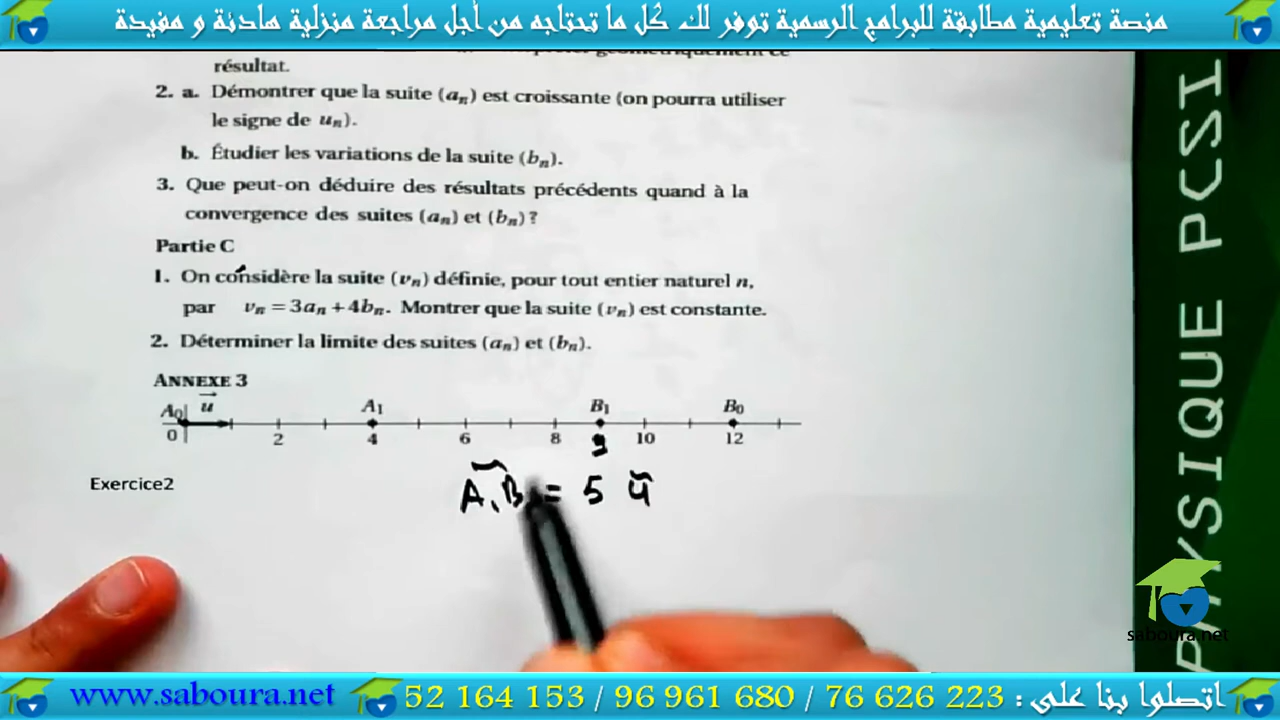 منصة تعليمية مطابقة للبرامج الرسمية توفر لك كل ما تحتاجه من أجل مراجعة منزلية هادئة و مفيدة
résultat.
2. a. Démontrer que la suite (aₙ) est croissante (on pourra utiliser
le signe de uₙ).
b. Étudier les variations de la suite (bₙ).
3. Que peut-on déduire des résultats précédents quand à la
convergence des suites (aₙ) et (bₙ) ?
Partie C
1. On considère la suite (vₙ) définie, pour tout entier naturel n,
par vₙ = 3aₙ + 4bₙ. Montrer que la suite (vₙ) est constante.
2. Déterminer la limite des suites (aₙ) et (bₙ).
ANNEXE 3
A₀ u⃗ A₁ B₁ B₀
0 2 4 6 8 9 10 12
Exercice2
A₁B = 5 u
PHYSIQUE PCSI
saboura.net
www.saboura.net 52 164 153 / 96 961 680 / 76 626 223 : اتصلوا بنا على